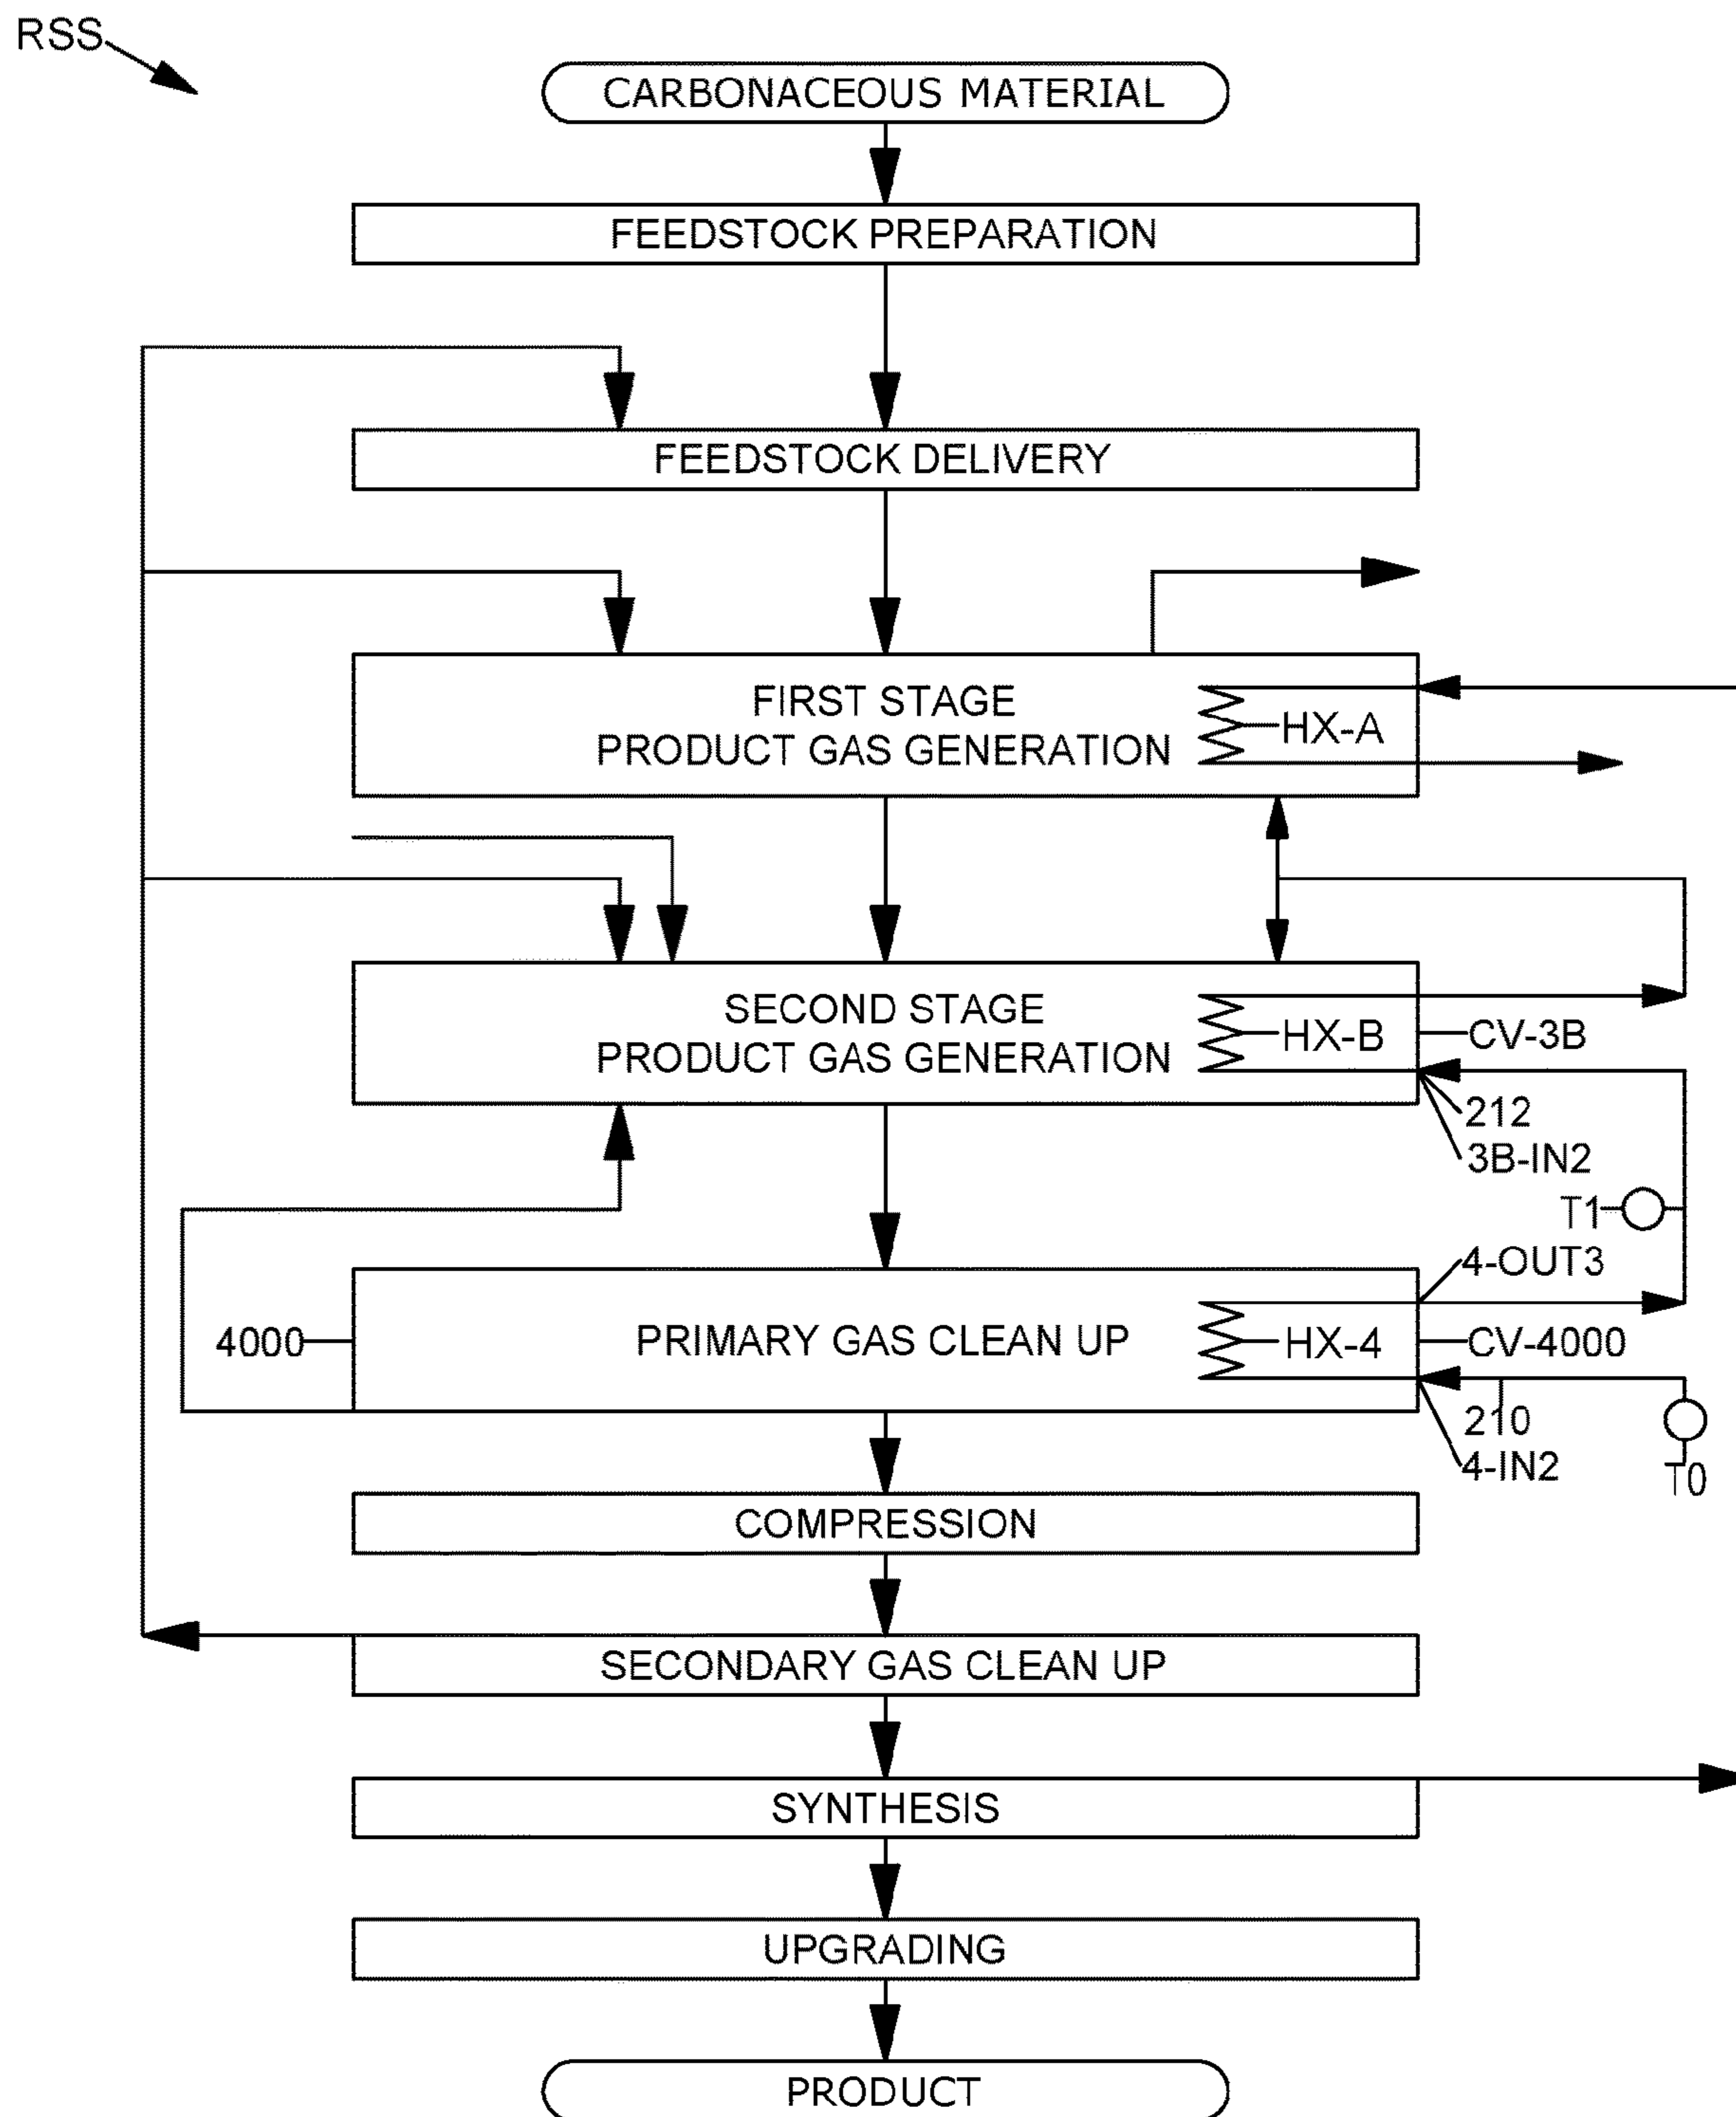 RSS
CARBONACEOUS MATERIAL
FEEDSTOCK PREPARATION
FEEDSTOCK DELIVERY
FIRST STAGE
PRODUCT GAS GENERATION
HX-A
SECOND STAGE
PRODUCT GAS GENERATION
HX-B
CV-3B
212
3B-IN2
T1
4-OUT3
4000
PRIMARY GAS CLEAN UP
HX-4
CV-4000
210
4-IN2
T0
COMPRESSION
SECONDARY GAS CLEAN UP
SYNTHESIS
UPGRADING
PRODUCT